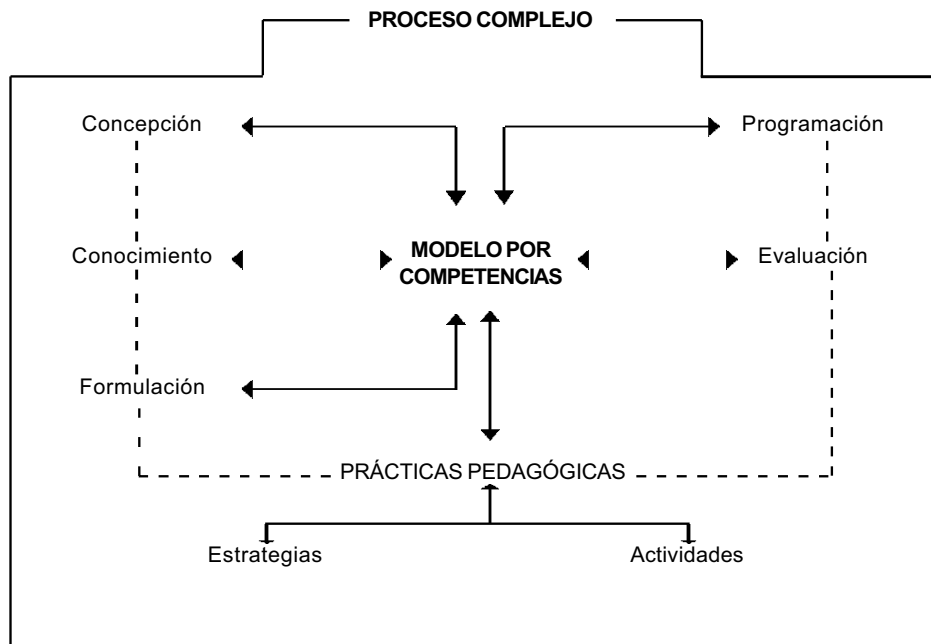 PROCESO COMPLEJO
Concepción
Programación
Conocimiento
MODELO POR
COMPETENCIAS
Evaluación
Formulación
PRÁCTICAS PEDAGÓGICAS
Estrategias
Actividades